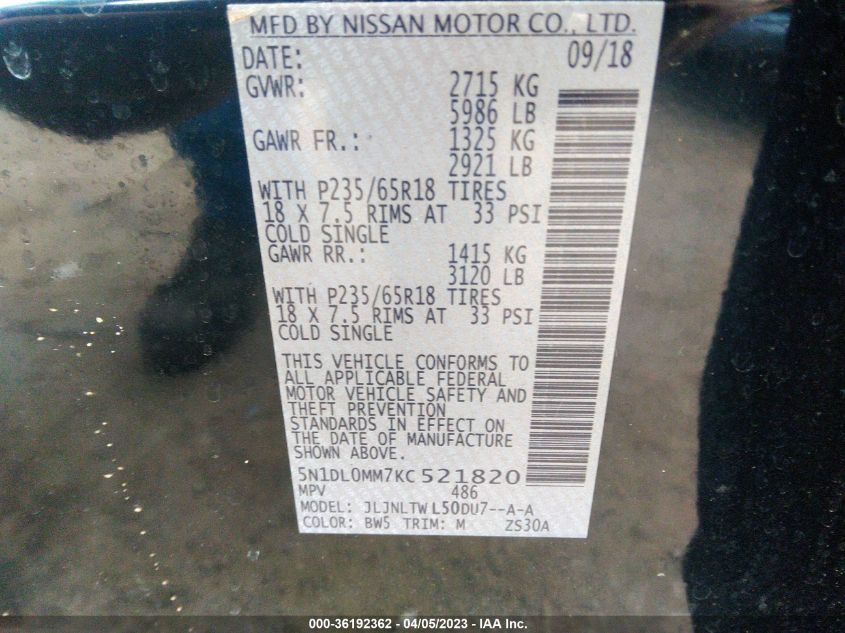 MFD BY NISSAN MOTOR CO., LTD.
DATE: 09/18
GVWR: 2715 KG
5986 LB
GAWR FR.: 1325 KG
2921 LB
WITH P235/65R18 TIRES
18 X 7.5 RIMS AT 33 PSI
COLD SINGLE
GAWR RR.: 1415 KG
3120 LB
WITH P235/65R18 TIRES
18 X 7.5 RIMS AT 33 PSI
COLD SINGLE
THIS VEHICLE CONFORMS TO
ALL APPLICABLE FEDERAL
MOTOR VEHICLE SAFETY AND
THEFT PREVENTION
STANDARDS IN EFFECT ON
THE DATE OF MANUFACTURE
SHOWN ABOVE.
5N1DL0MM7KC521820
MPV 486
MODEL: JLJNLTWL50DU7--A-A
COLOR: BW5 TRIM: M ZS30A
000-36192362 - 04/05/2023 - IAA Inc.